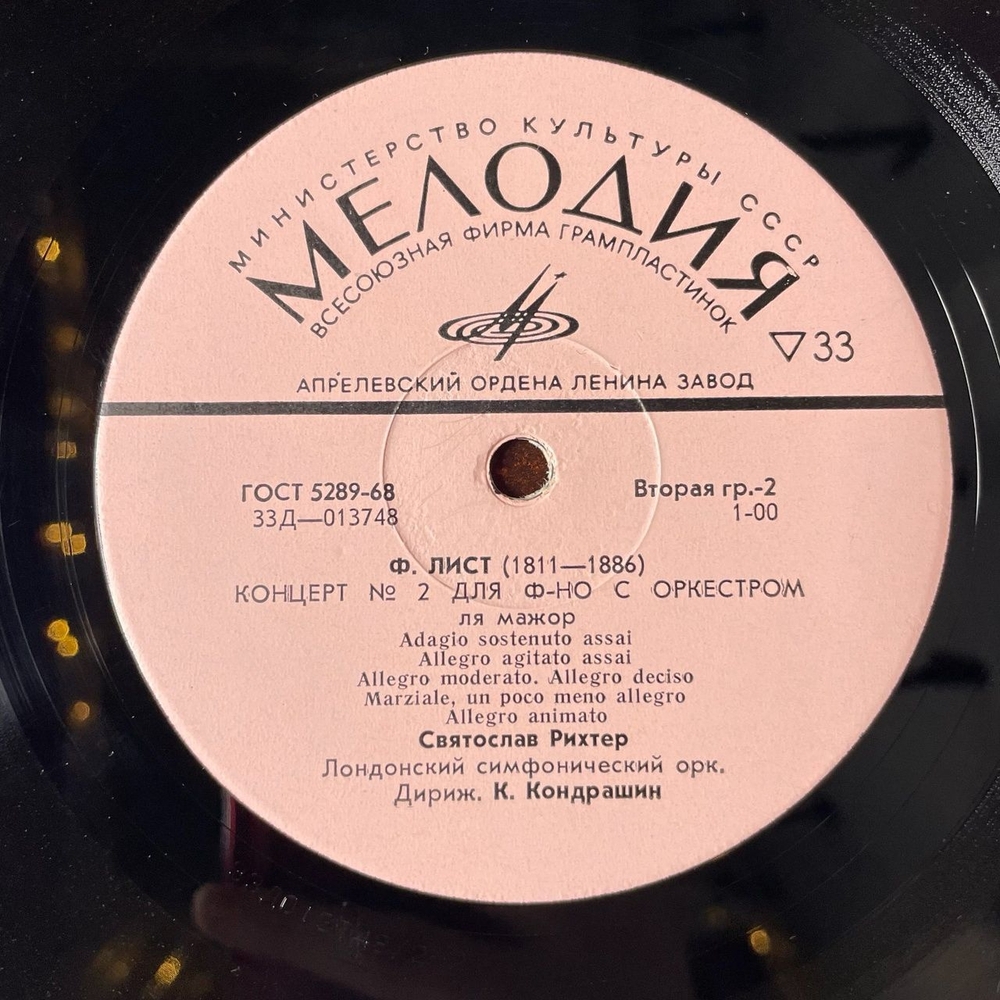 МИНИСТЕРСТВО КУЛЬТУРЫ СССР
МЕЛОДИЯ
ВСЕСОЮЗНАЯ ФИРМА ГРАМПЛАСТИНОК
▽33
АПРЕЛЕВСКИЙ ОРДЕНА ЛЕНИНА ЗАВОД
ГОСТ 5289-68
Вторая гр.-2
33Д—013748
1-00
Ф. ЛИСТ (1811—1886)
КОНЦЕРТ № 2 ДЛЯ Ф-НО С ОРКЕСТРОМ
ля мажор
Adagio sostenuto assai
Allegro agitato assai
Allegro moderato. Allegro deciso
Marziale, un poco meno allegro
Allegro animato
Святослав Рихтер
Лондонский симфонический орк.
Дириж. К. Кондрашин